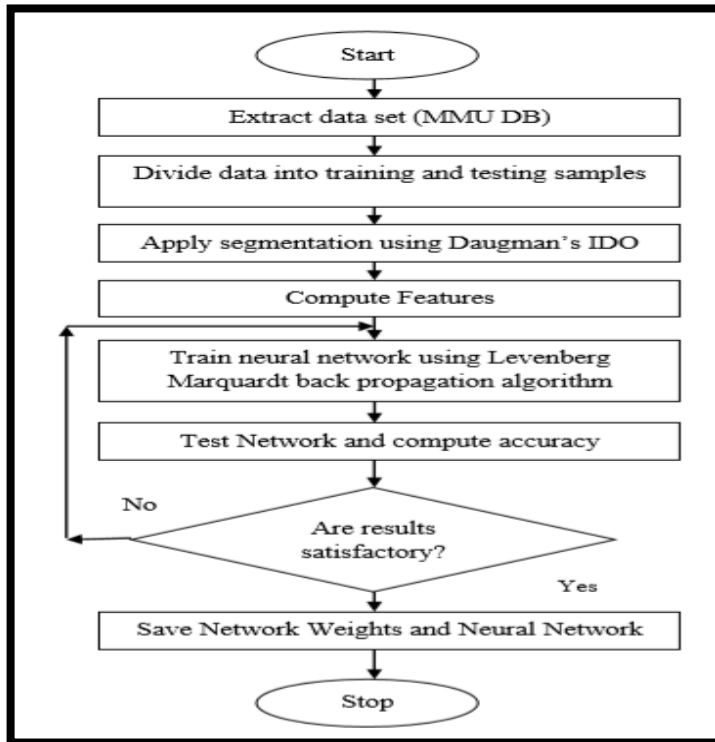 Start
Extract data set (MMU DB)
Divide data into training and testing samples
Apply segmentation using Daugman's IDO
Compute Features
Train neural network using Levenberg
Marquardt back propagation algorithm
Test Network and compute accuracy
No
Are results
satisfactory?
Yes
Save Network Weights and Neural Network
Stop